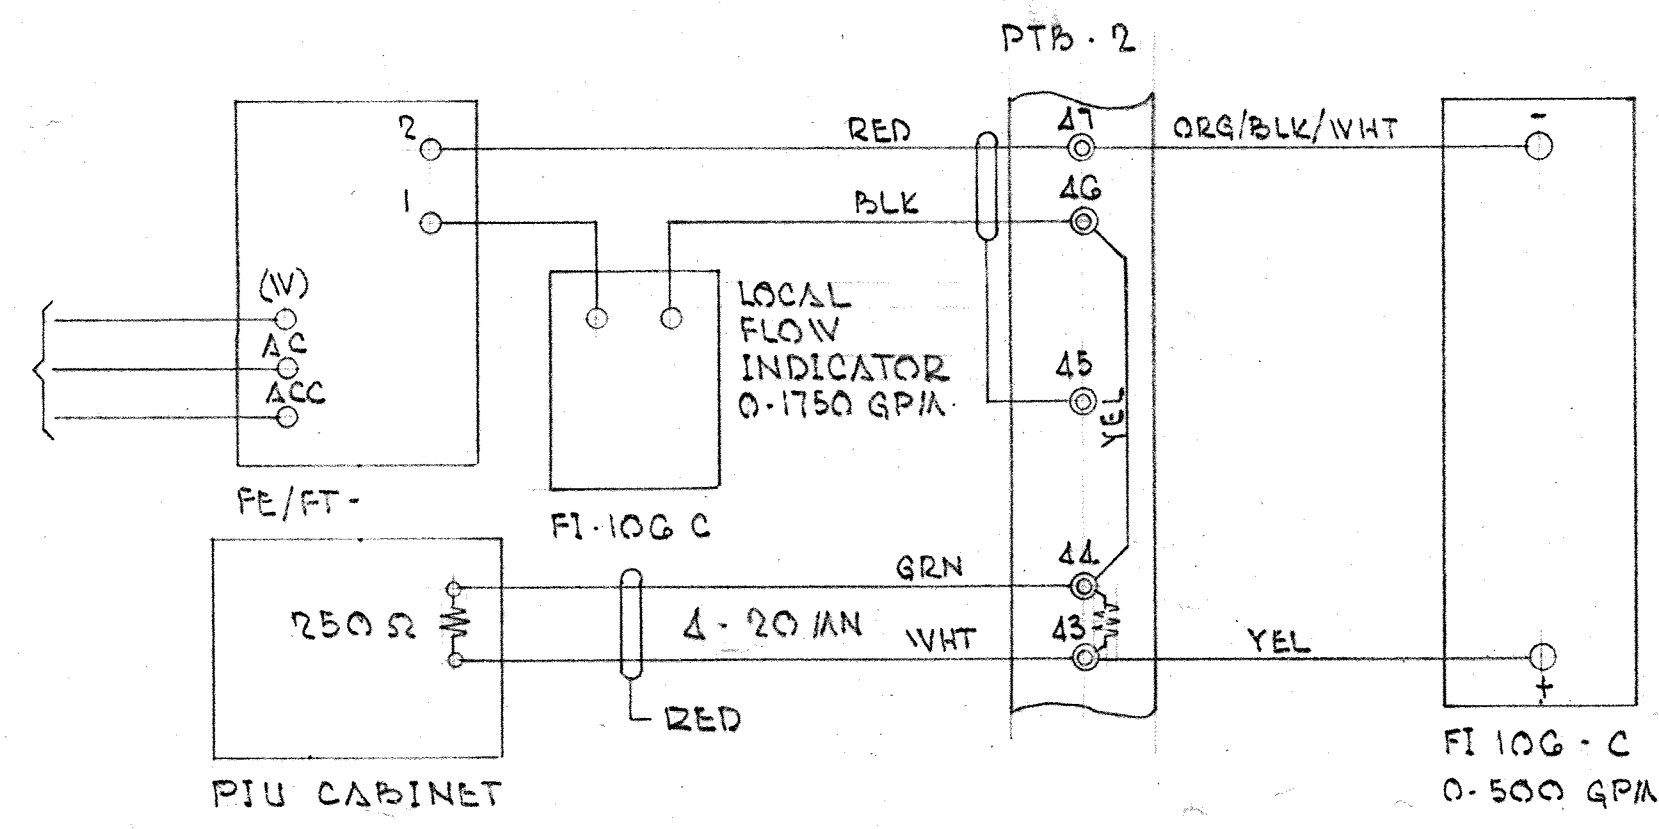 PTB-2
2
RED
47
ORG/BLK/WHT
-
1
BLK
46
(W)
AC
ACC
LOCAL
FLOW
INDICATOR
0-1750 GPM
45
YEL
FE/FT-
FI-106 C
250 Ω
GRN
44
4-20 MA
WHT
43
YEL
+
RED
PIU CABINET
FI 106-C
0-500 GPM